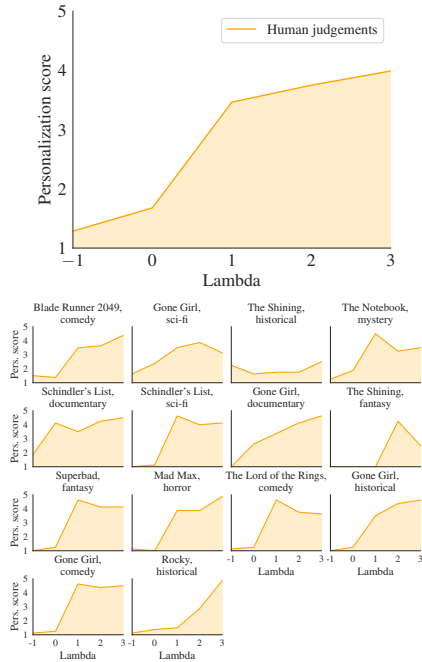 5
Human judgements
4
3
2
1
Personalization score
−1 0 1 2 3
Lambda
Blade Runner 2049,
comedy
Gone Girl,
sci-fi
The Shining,
historical
The Notebook,
mystery
5
4
3
2
1
Pers. score
Schindler's List,
documentary
Schindler's List,
sci-fi
Gone Girl,
documentary
The Shining,
fantasy
5
4
3
2
1
Pers. score
Superbad,
fantasy
Mad Max,
horror
The Lord of the Rings,
comedy
Gone Girl,
historical
5
4
3
2
1
Pers. score
-1 0 1 2 3
Lambda
-1 0 1 2 3
Lambda
Gone Girl,
comedy
Rocky,
historical
5
4
3
2
1
Pers. score
-1 0 1 2 3
Lambda
-1 0 1 2 3
Lambda